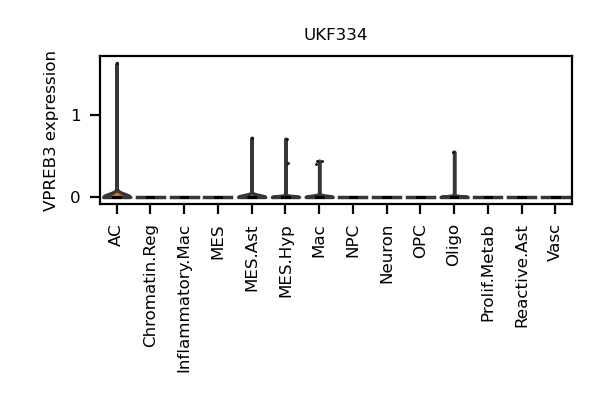 UKF334
VPREB3 expression
1
0
AC
Chromatin.Reg
Inflammatory.Mac
MES
MES.Ast
MES.Hyp
Mac
NPC
Neuron
OPC
Oligo
Prolif.Metab
Reactive.Ast
Vasc